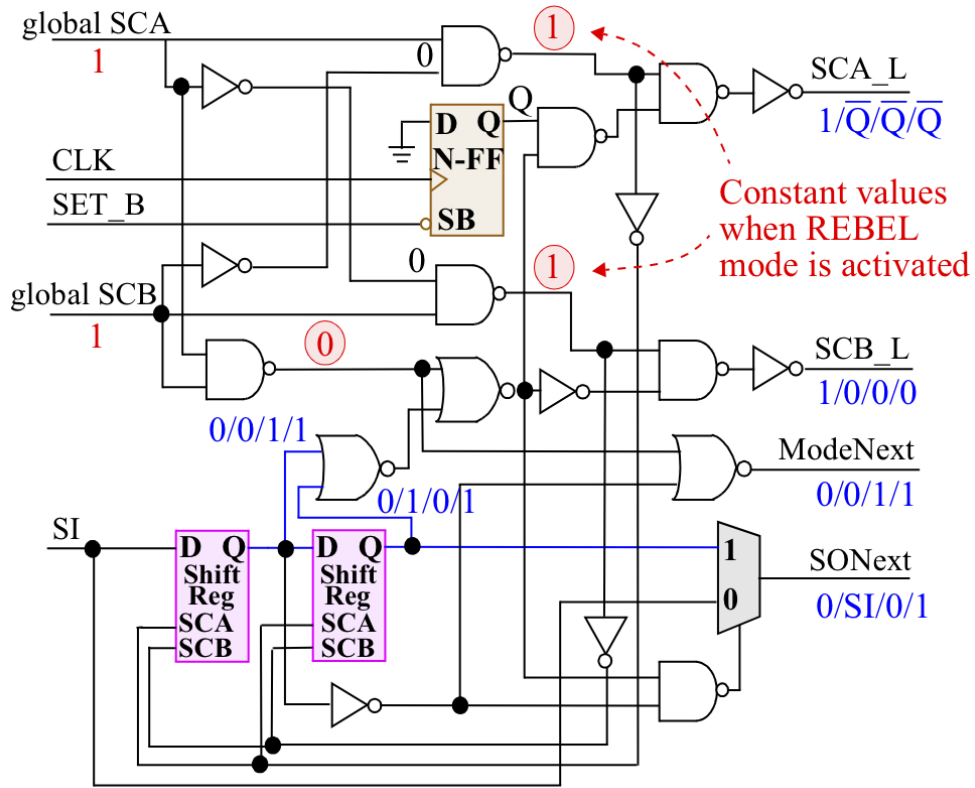 global SCA
1
0
1
SCA_L
1/Q̅/Q̅/Q̅
D Q
Q
N-FF
CLK
SET_B
SB
Constant values
when REBEL
mode is activated
0
1
global SCB
1
0
SCB_L
1/0/0/0
0/0/1/1
ModeNext
0/0/1/1
0/1/0/1
SI
D Q
Shift
Reg
SCA
SCB
D Q
Shift
Reg
SCA
SCB
1
0
SONext
0/SI/0/1